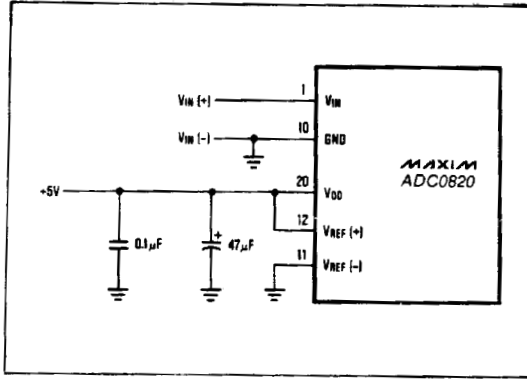 1
VIN (+) VIN
10
VIN (-) GND
MAXIM
ADC0820
20
+5V VDD
12
VREF (+)
0.1µF + 47µF
11
VREF (-)